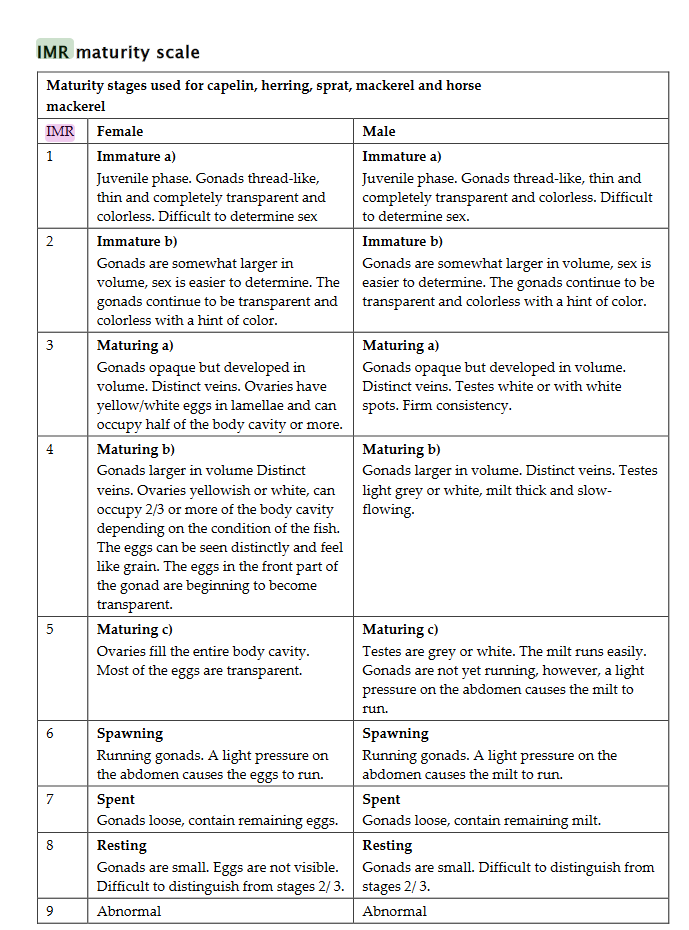 IMR maturity scale
Maturity stages used for capelin, herring, sprat, mackerel and horse
mackerel
IMR Female Male
1 Immature a) Immature a)
Juvenile phase. Gonads thread-like, Juvenile phase. Gonads thread-like, thin and
thin and completely transparent and completely transparent and colorless. Difficult
colorless. Difficult to determine sex to determine sex.
2 Immature b) Immature b)
Gonads are somewhat larger in Gonads are somewhat larger in volume, sex is
volume, sex is easier to determine. The easier to determine. The gonads continue to be
gonads continue to be transparent and transparent and colorless with a hint of color.
colorless with a hint of color.
3 Maturing a) Maturing a)
Gonads opaque but developed in Gonads opaque but developed in volume.
volume. Distinct veins. Ovaries have Distinct veins. Testes white or with white
yellow/white eggs in lamellae and can spots. Firm consistency.
occupy half of the body cavity or more.
4 Maturing b) Maturing b)
Gonads larger in volume Distinct Gonads larger in volume. Distinct veins. Testes
veins. Ovaries yellowish or white, can light grey or white, milt thick and slow-
occupy 2/3 or more of the body cavity flowing.
depending on the condition of the fish.
The eggs can be seen distinctly and feel
like grain. The eggs in the front part of
the gonad are beginning to become
transparent.
5 Maturing c) Maturing c)
Ovaries fill the entire body cavity. Testes are grey or white. The milt runs easily.
Most of the eggs are transparent. Gonads are not yet running, however, a light
pressure on the abdomen causes the milt to
run.
6 Spawning Spawning
Running gonads. A light pressure on Running gonads. A light pressure on the
the abdomen causes the eggs to run. abdomen causes the milt to run.
7 Spent Spent
Gonads loose, contain remaining eggs. Gonads loose, contain remaining milt.
8 Resting Resting
Gonads are small. Eggs are not visible. Gonads are small. Difficult to distinguish from
Difficult to distinguish from stages 2/ 3. stages 2/ 3.
9 Abnormal Abnormal